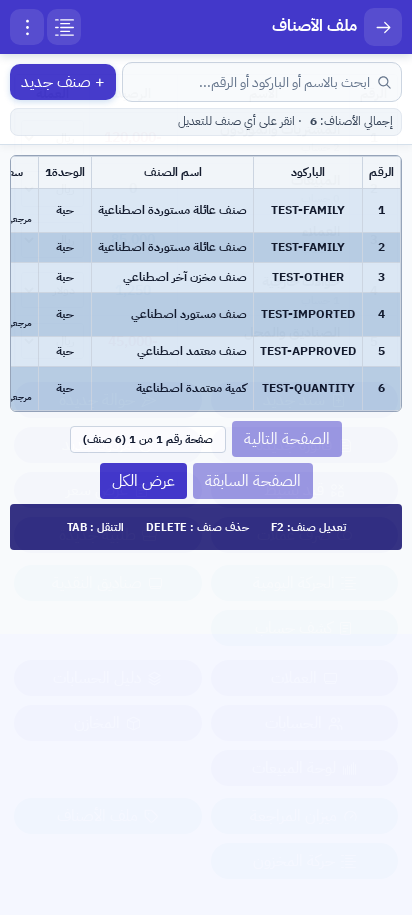 ملف الأصناف
ابحث بالاسم أو الباركود أو الرقم...
+ صنف جديد
إجمالي الأصناف: 6 · انقر على أي صنف للتعديل
الرقم الباركود اسم الصنف الوحدة1
1 TEST-FAMILY صنف عائلة مستوردة اصطناعية حبة
2 TEST-FAMILY صنف عائلة مستوردة اصطناعية حبة
3 TEST-OTHER صنف مخزن آخر اصطناعي حبة
4 TEST-IMPORTED صنف مستورد اصطناعي حبة
5 TEST-APPROVED صنف معتمد اصطناعي حبة
6 TEST-QUANTITY كمية معتمدة اصطناعية حبة
الصفحة التالية صفحة رقم 1 من 1 (6 صنف)
الصفحة السابقة عرض الكل
تعديل صنف: F2 حذف صنف : DELETE التنقل : TAB